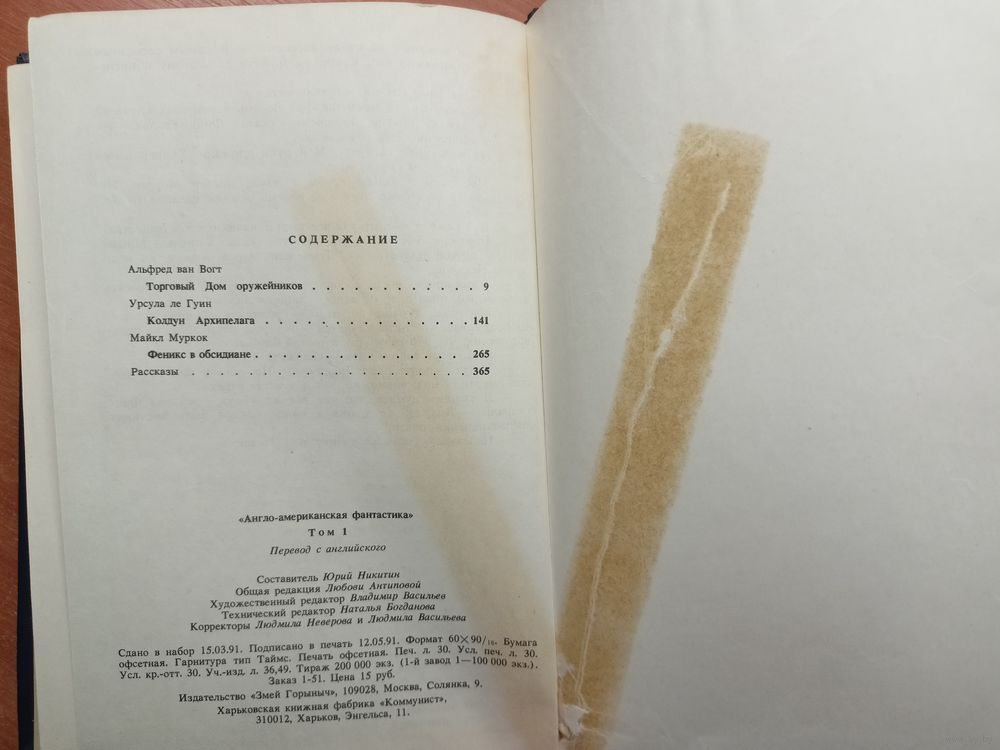 СОДЕРЖАНИЕ
Альфред ван Вогт
Торговый Дом оружейников . . . . . . . . . . . . 9
Урсула ле Гуин
Колдун Архипелага . . . . . . . . . . . . . . . 141
Майкл Муркок
Феникс в обсидиане . . . . . . . . . . . . . . . 265
Рассказы . . . . . . . . . . . . . . . . . . . . 365
«Англо-американская фантастика»
Том 1
Перевод с английского
Составитель Юрий Никитин
Общая редакция Любови Антиповой
Художественный редактор Владимир Васильев
Технический редактор Наталья Богданова
Корректоры Людмила Неверова и Людмила Васильева
Сдано в набор 15.03.91. Подписано в печать 12.05.91. Формат 60×90/₁₆. Бумага
офсетная. Гарнитура тип Таймс. Печать офсетная. Печ. л. 30. Усл. печ. л. 30.
Усл. кр.-отт. 30. Уч.-изд. л. 36,49. Тираж 200 000 экз. (1-й завод 1—100 000 экз.).
Заказ 1-51. Цена 15 руб.
Издательство «Змей Горыныч», 109028, Москва, Солянка, 9.
Харьковская книжная фабрика «Коммунист»,
310012, Харьков, Энгельса, 11.